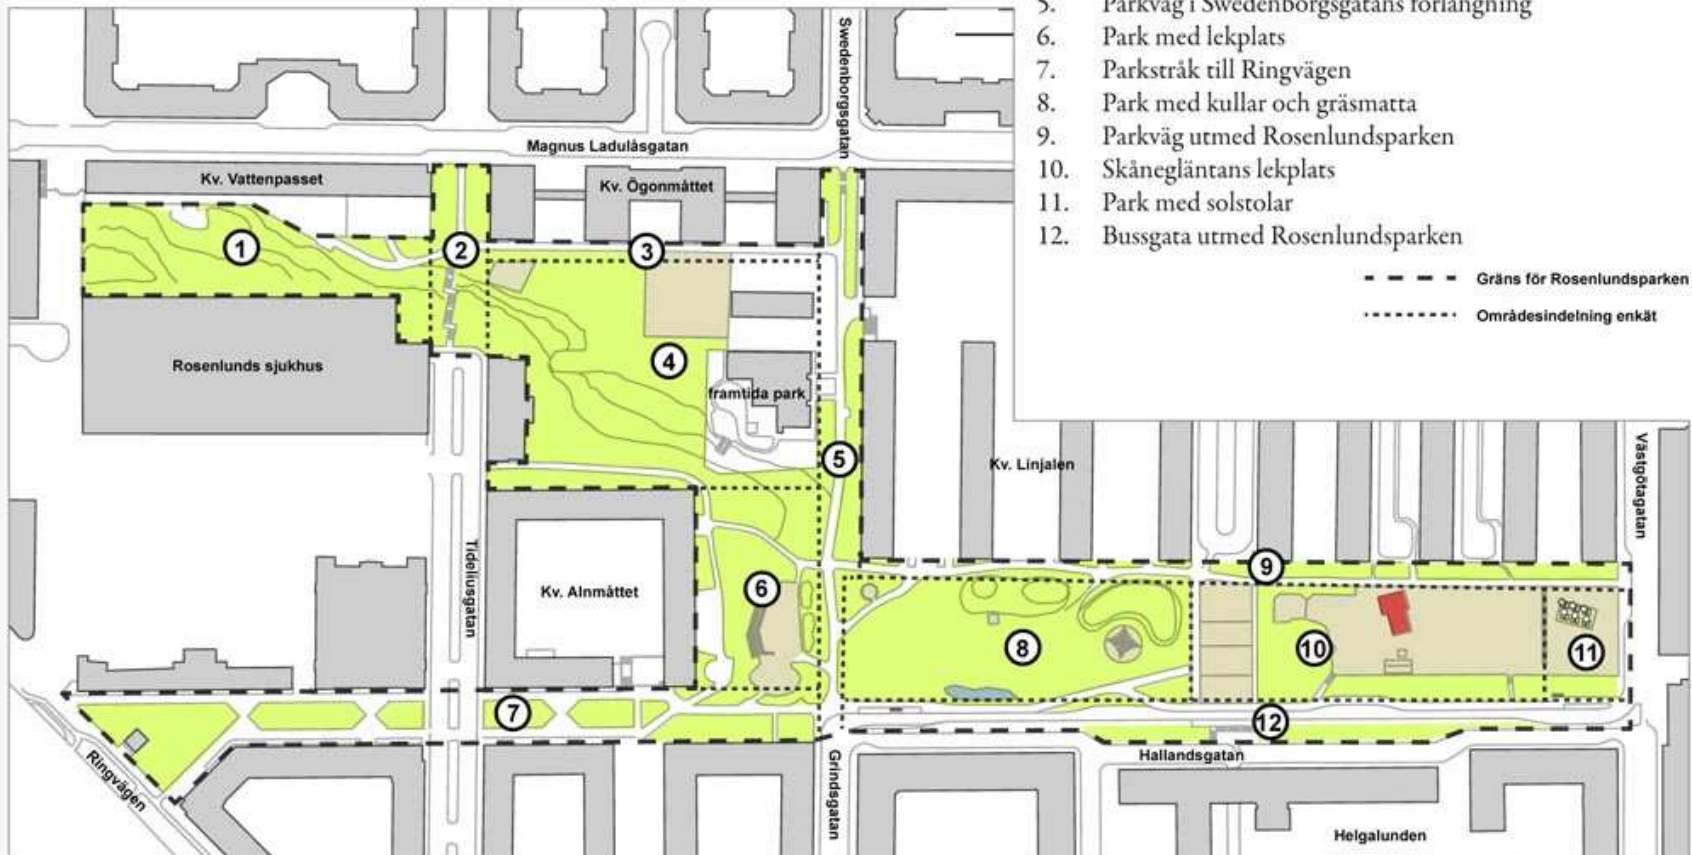 5. Parkväg i Swedenborgsgatans förlängning
6. Park med lekplats
7. Parkstråk till Ringvägen
8. Park med kullar och gräsmatta
9. Parkväg utmed Rosenlundsparken
10. Skånegläntans lekplats
11. Park med solstolar
12. Bussgata utmed Rosenlundsparken
Gräns för Rosenlundsparken
Områdesindelning enkät
Swedenborgsgatan
Magnus Ladulåsgatan
Kv. Vattenpasset
Kv. Ögonmåttet
1
2
3
Rosenlunds sjukhus
4
framtida park
5
Kv. Linjalen
Västgötagatan
Tideliusgatan
Kv. Alnmåttet
6
9
8
10
11
7
12
Ringvägen
Grindsgatan
Hallandsgatan
Helgalunden